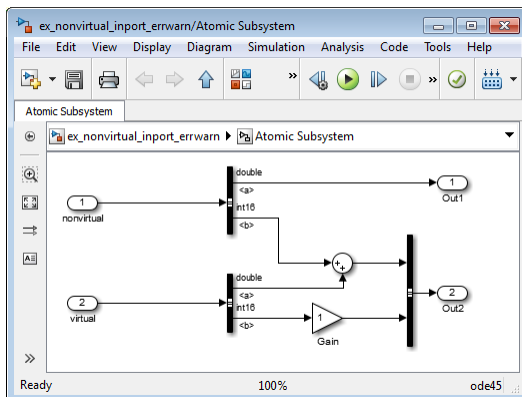 ex_nonvirtual_inport_errwarn/Atomic Subsystem
File Edit View Display Diagram Simulation Analysis Code Tools Help
»
»
Atomic Subsystem
ex_nonvirtual_inport_errwarn Atomic Subsystem
double
1
<a>
1
int16
Out1
nonvirtual
<b>
++
double
2
<a>
2
int16
Out2
virtual
<b>
1
Gain
A
»
Ready 100% ode45